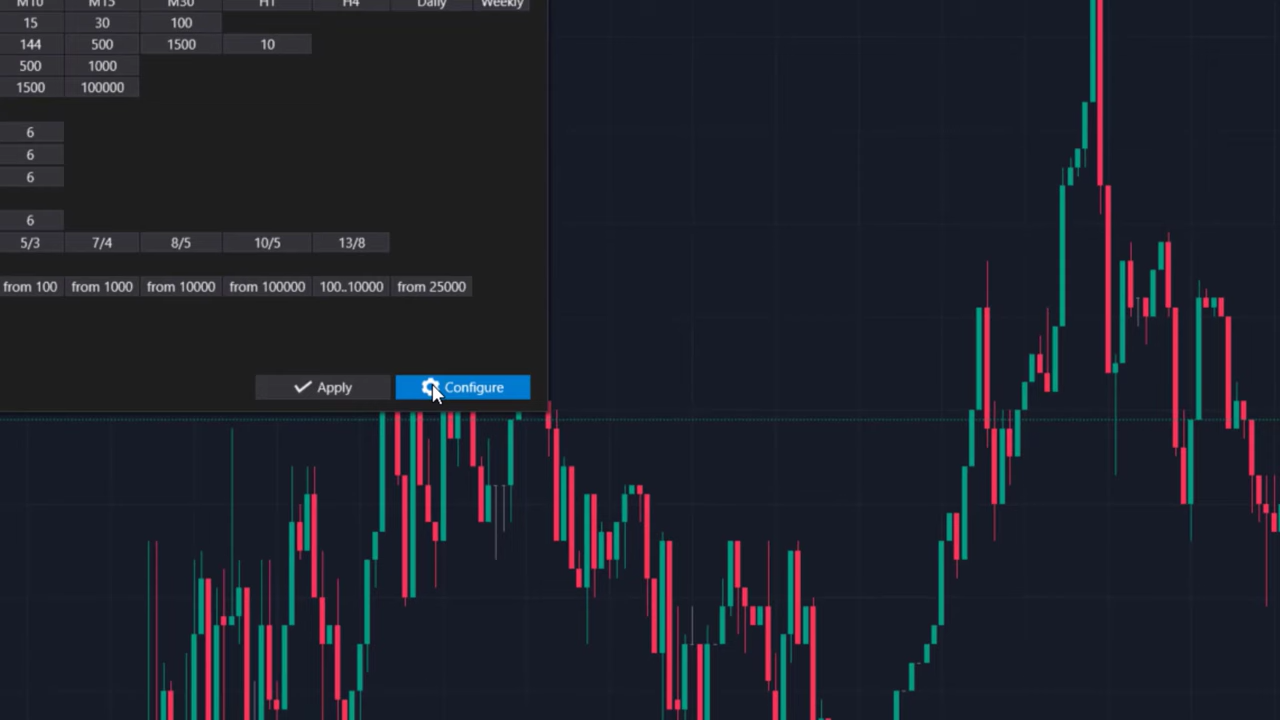 M10 M15 M30 H1 H4 Daily Weekly
15 30 100
144 500 1500 10
500 1000
1500 100000
6
6
6
6
5/3 7/4 8/5 10/5 13/8
from 100 from 1000 from 10000 from 100000 100..10000 from 25000
Apply Configure